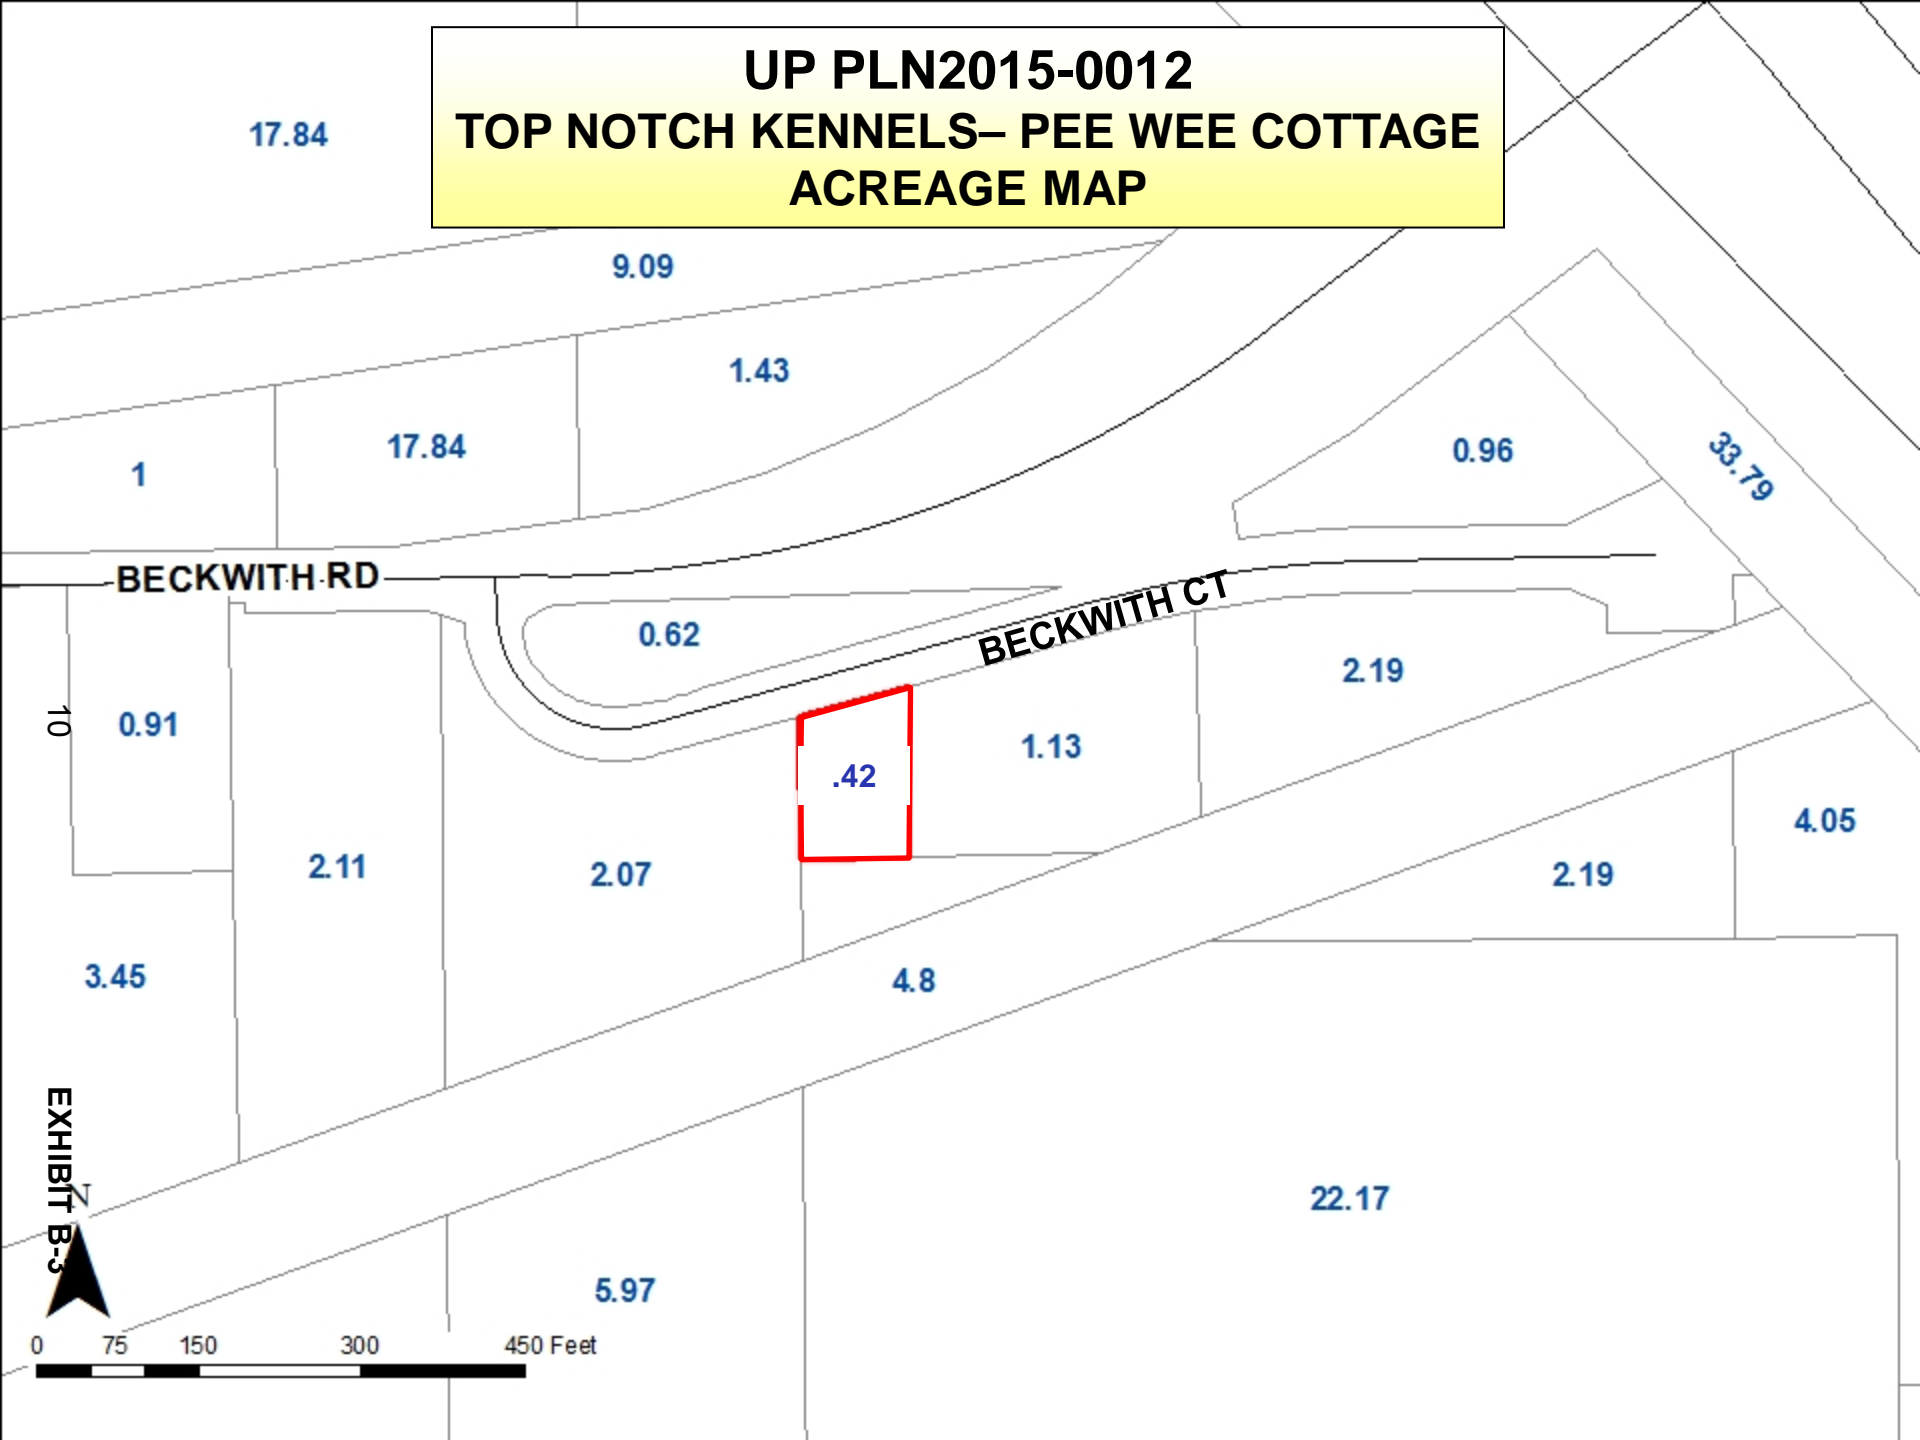 UP PLN2015-0012
TOP NOTCH KENNELS– PEE WEE COTTAGE
ACREAGE MAP
17.84
9.09
1.43
17.84
1
0.96
33.79
BECKWITH RD
BECKWITH CT
0.62
2.19
0.91
10
1.13
.42
4.05
2.11
2.07
2.19
3.45
4.8
EXHIBIT B-3
N
22.17
5.97
0 75 150 300 450 Feet